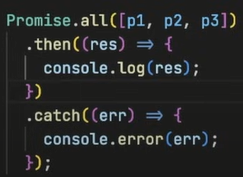 Promise.all([p1, p2, p3])
  .then((res) => {
    console.log(res);
  })
  .catch((err) => {
    console.error(err);
  });